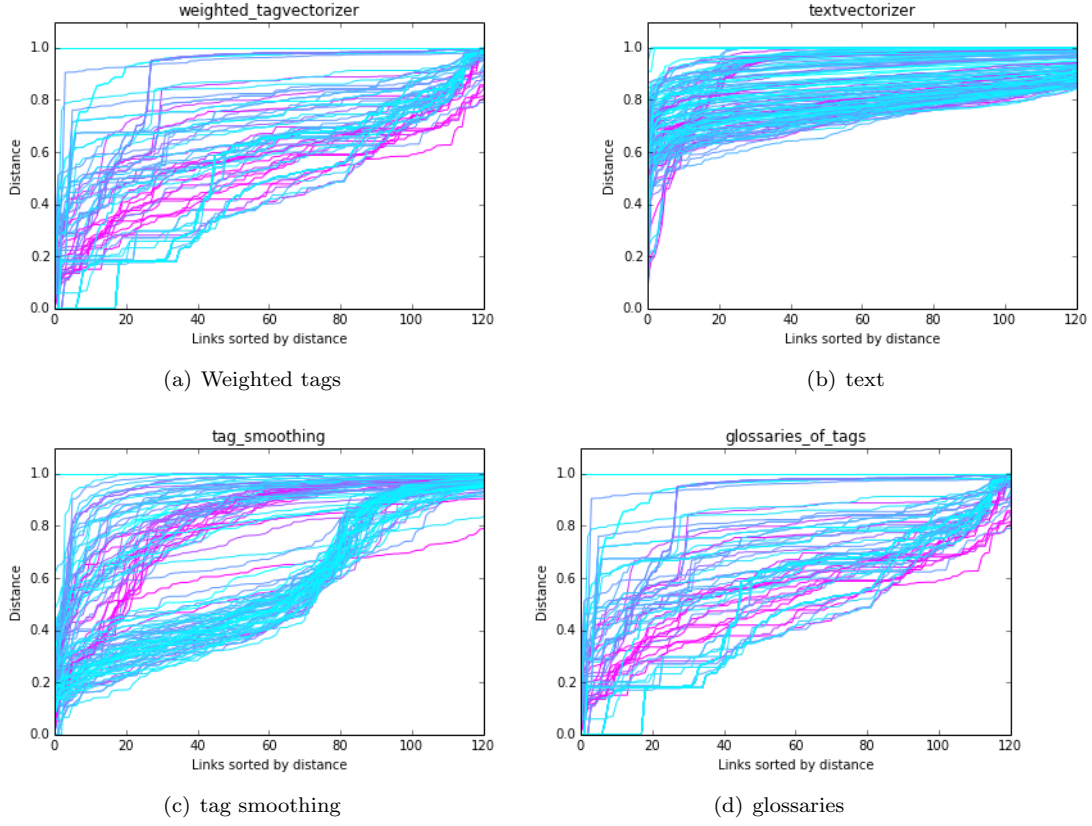 weighted_tagvectorizer
1.0
0.8
0.6
0.4
0.2
0.0
Distance
0 20 40 60 80 100 120
Links sorted by distance
(a) Weighted tags
textvectorizer
1.0
0.8
0.6
0.4
0.2
0.0
Distance
0 20 40 60 80 100 120
Links sorted by distance
(b) text
tag_smoothing
1.0
0.8
0.6
0.4
0.2
0.0
Distance
0 20 40 60 80 100 120
Links sorted by distance
(c) tag smoothing
glossaries_of_tags
1.0
0.8
0.6
0.4
0.2
0.0
Distance
0 20 40 60 80 100 120
Links sorted by distance
(d) glossaries